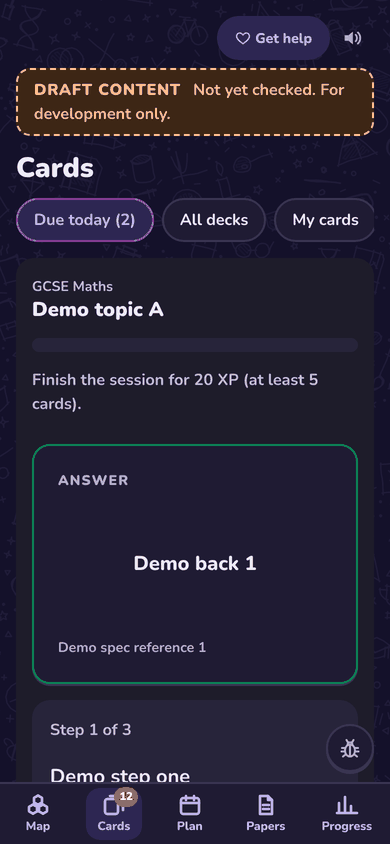 Get help
DRAFT CONTENT Not yet checked. For
development only.
Cards
Due today (2)
All decks
My cards
GCSE Maths
Demo topic A
Finish the session for 20 XP (at least 5
cards).
ANSWER
Demo back 1
Demo spec reference 1
Step 1 of 3
Demo step one
12
Map
Cards
Plan
Papers
Progress